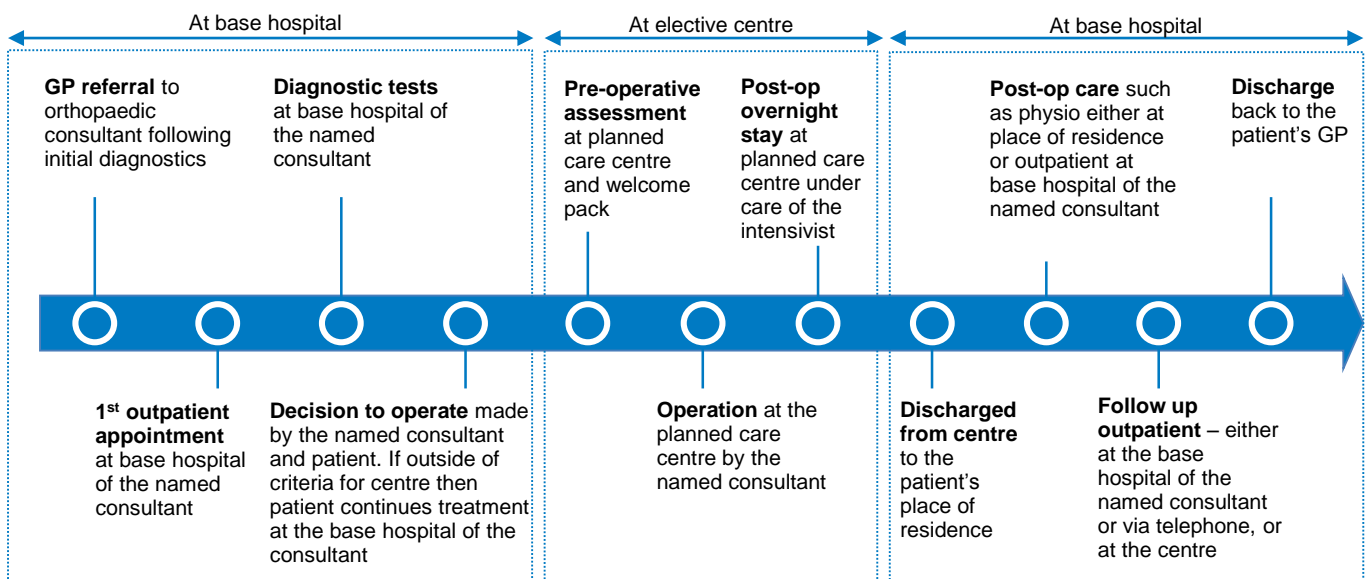 At base hospital
At elective centre
At base hospital
GP referral to
orthopaedic
consultant following
initial diagnostics
Diagnostic tests
at base hospital of
the named
consultant
Pre-operative
assessment
at planned
care centre
and welcome
pack
Post-op
overnight
stay at
planned care
centre under
care of the
intensivist
Post-op care such
as physio either at
place of residence
or outpatient at
base hospital of the
named consultant
Discharge
back to the
patient’s GP
1st outpatient
appointment
at base hospital
of the named
consultant
Decision to operate made
by the named consultant
and patient. If outside of
criteria for centre then
patient continues treatment
at the base hospital of the
consultant
Operation at the
planned care
centre by the
named consultant
Discharged
from centre
to the
patient’s
place of
residence
Follow up
outpatient – either
at the base
hospital of the
named consultant
or via telephone, or
at the centre